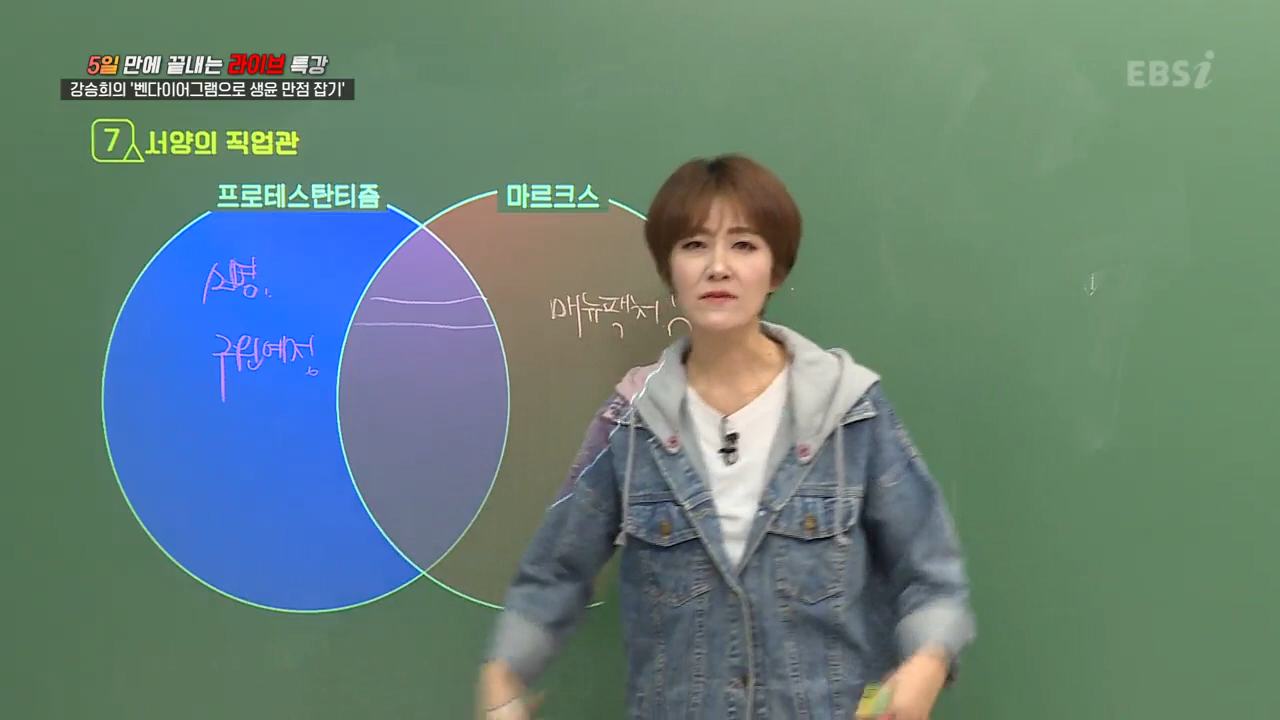 5일 만에 끝내는 라이브 특강
강승희의 '벤다이어그램으로 생윤 만점 잡기'
EBSi
7 서양의 직업관
프로테스탄티즘
마르크스
소명.
매뉴팩처
구원예정